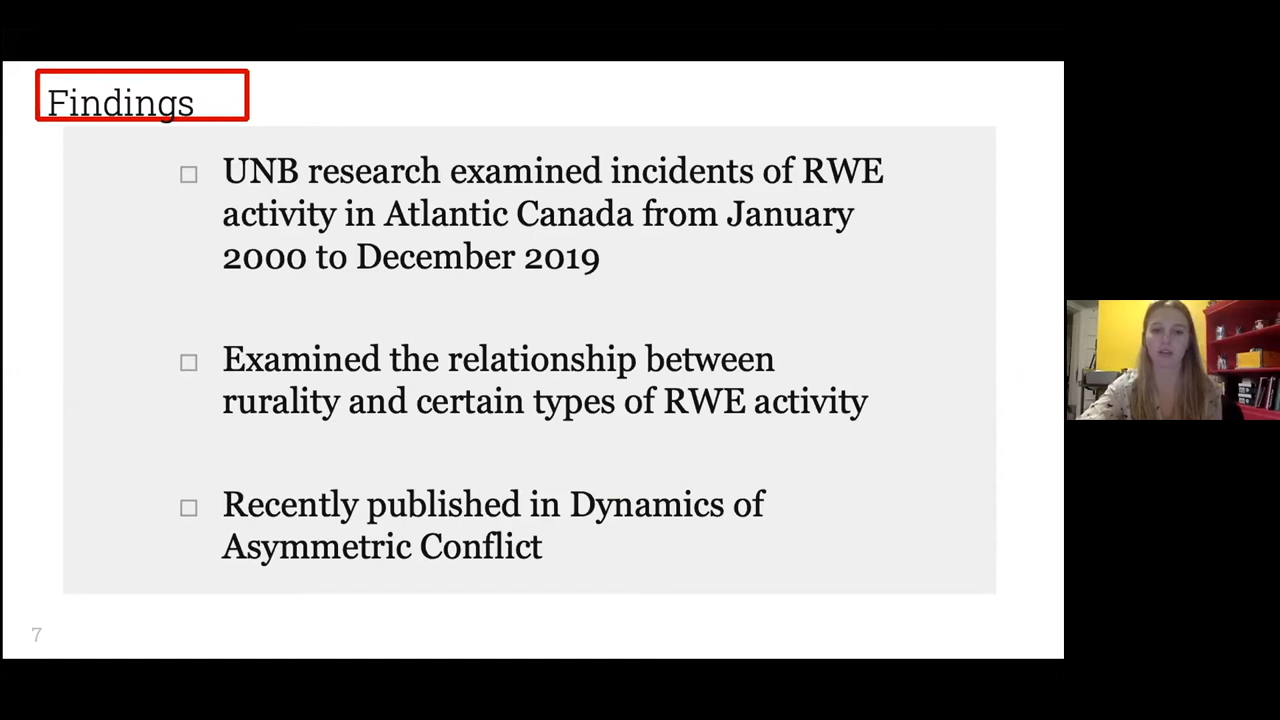 Findings
UNB research examined incidents of RWE
activity in Atlantic Canada from January
2000 to December 2019
Examined the relationship between
rurality and certain types of RWE activity
Recently published in Dynamics of
Asymmetric Conflict
7